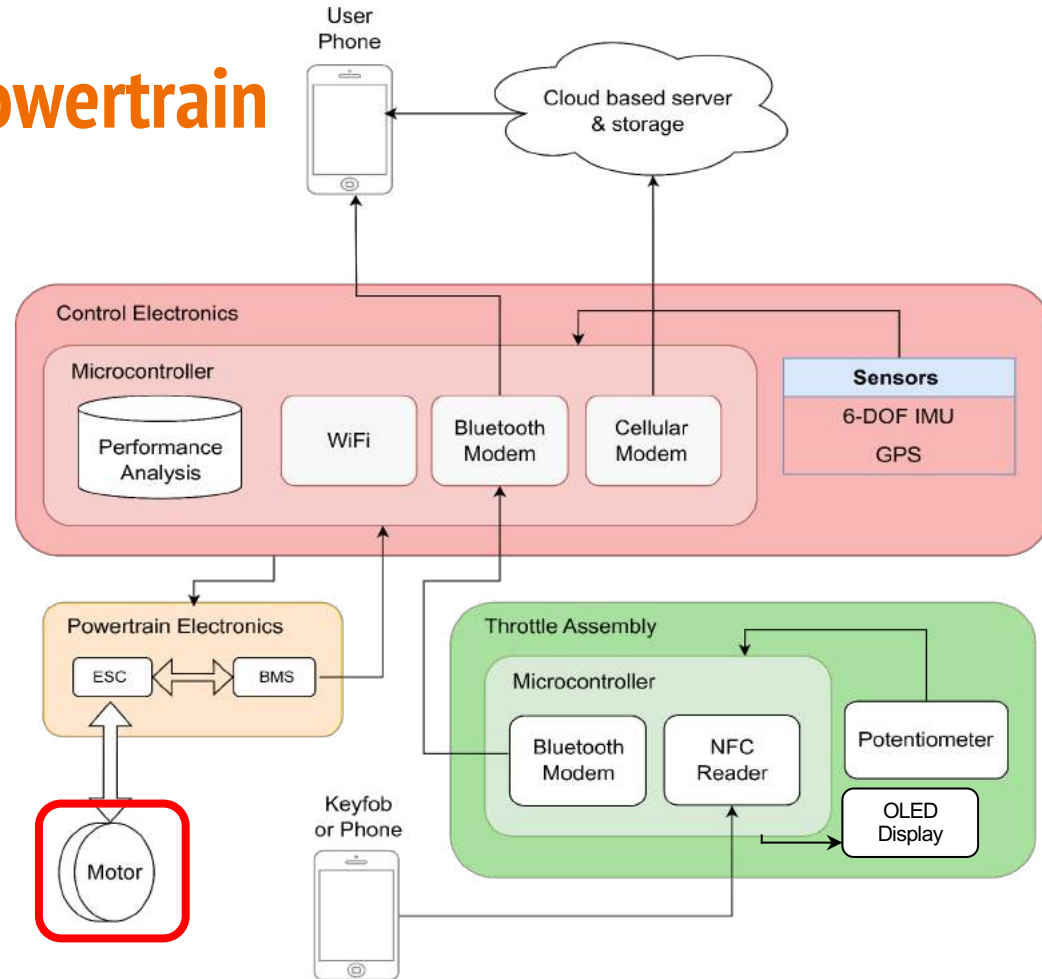 User
Phone
owertrain
Cloud based server
& storage
Control Electronics
Microcontroller
Performance
Analysis
WiFi
Bluetooth
Modem
Cellular
Modem
Sensors
6-DOF IMU
GPS
Powertrain Electronics
ESC
BMS
Motor
Throttle Assembly
Microcontroller
Bluetooth
Modem
NFC
Reader
Potentiometer
OLED
Display
Keyfob
or Phone